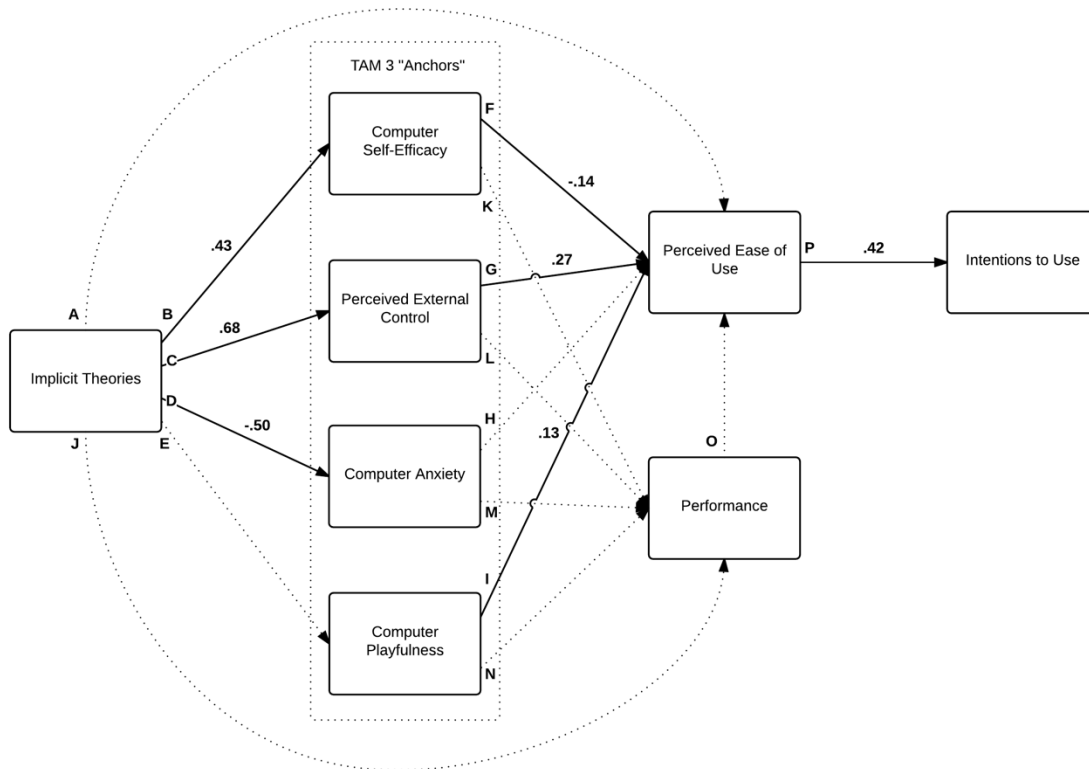 TAM 3 "Anchors"
F
Computer
Self-Efficacy
-.14
K
.43
Perceived Ease of
Use
P
.42
Intentions to Use
G
.27
Perceived External
Control
A
B
.68
L
C
Implicit Theories
D
H
J
E
-.50
.13
O
Computer Anxiety
M
Performance
I
Computer
Playfulness
N